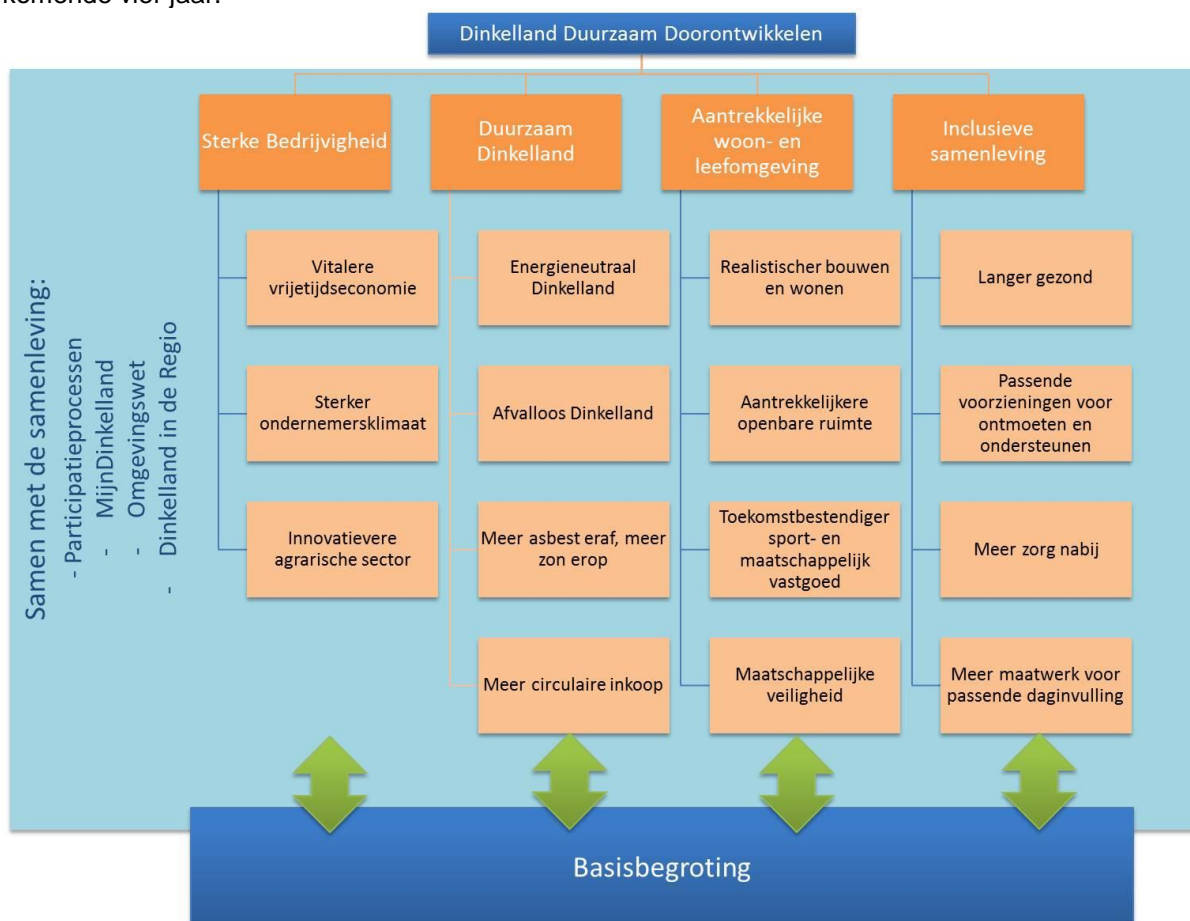 komende vier jaar.
Dinkelland Duurzaam Doorontwikkelen
Samen met de samenleving:
- Participatieprocessen
- MijnDinkelland
- Omgevingswet
- Dinkelland in de Regio
Sterke Bedrijvigheid
Vitalere
vrijetijdseconomie
Sterker
ondernemersklimaat
Innovatievere
agrarische sector
Duurzaam
Dinkelland
Energieneutraal
Dinkelland
Afvalloos Dinkelland
Meer asbest eraf, meer
zon erop
Meer circulaire inkoop
Aantrekkelijke
woon- en
leefomgeving
Realistischer bouwen
en wonen
Aantrekkelijkere
openbare ruimte
Toekomstbestendiger
sport- en
maatschappelijk
vastgoed
Maatschappelijke
veiligheid
Inclusieve
samenleving
Langer gezond
Passende
voorzieningen voor
ontmoeten en
ondersteunen
Meer zorg nabij
Meer maatwerk voor
passende daginvulling
Basisbegroting